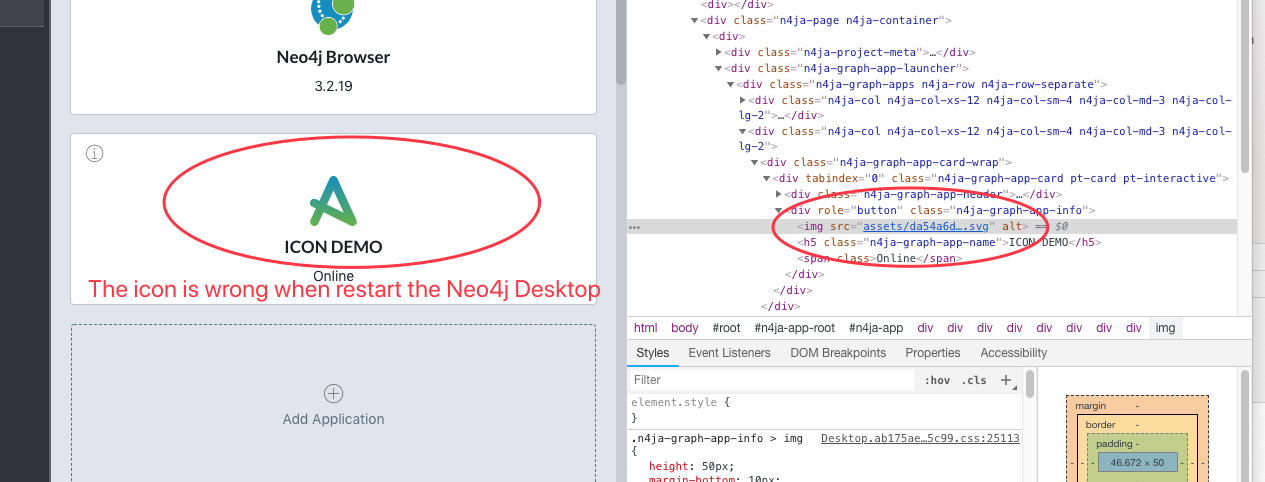 Neo4j Browser
3.2.19
ICON DEMO
Online
The icon is wrong when restart the Neo4j Desktop
Add Application
<div></div>
<div class="n4ja-page n4ja-container">
<div>
<div class="n4ja-project-meta">…</div>
<div class="n4ja-graph-app-launcher">
<div class="n4ja-graph-apps n4ja-row n4ja-row-separate">
<div class="n4ja-col n4ja-col-xs-12 n4ja-col-sm-4 n4ja-col-md-3 n4ja-col-
lg-2">…</div>
<div class="n4ja-col n4ja-col-xs-12 n4ja-col-sm-4 n4ja-col-md-3 n4ja-col-
lg-2">
<div class="n4ja-graph-app-card-wrap">
<div tabindex="0" class="n4ja-graph-app-card pt-card pt-interactive">
<div class="n4ja-graph-app-header">…</div>
<div role="button" class="n4ja-graph-app-info">
… <img src="assets/da54a6d….svg" alt> == $0
<h5 class="n4ja-graph-app-name">ICON DEMO</h5>
<span class>Online</span>
</div>
</div>
</div>
html body #root #n4ja-app-root #n4ja-app div div div div div div div div img
Styles Event Listeners DOM Breakpoints Properties Accessibility
Filter :hov .cls +
element.style {
}
.n4ja-graph-app-info > img Desktop.ab175ae…5c99.css:25113
{
height: 50px;
margin-bottom: 10px;
margin -
border -
padding -
- - - 46.672 × 50 - - -